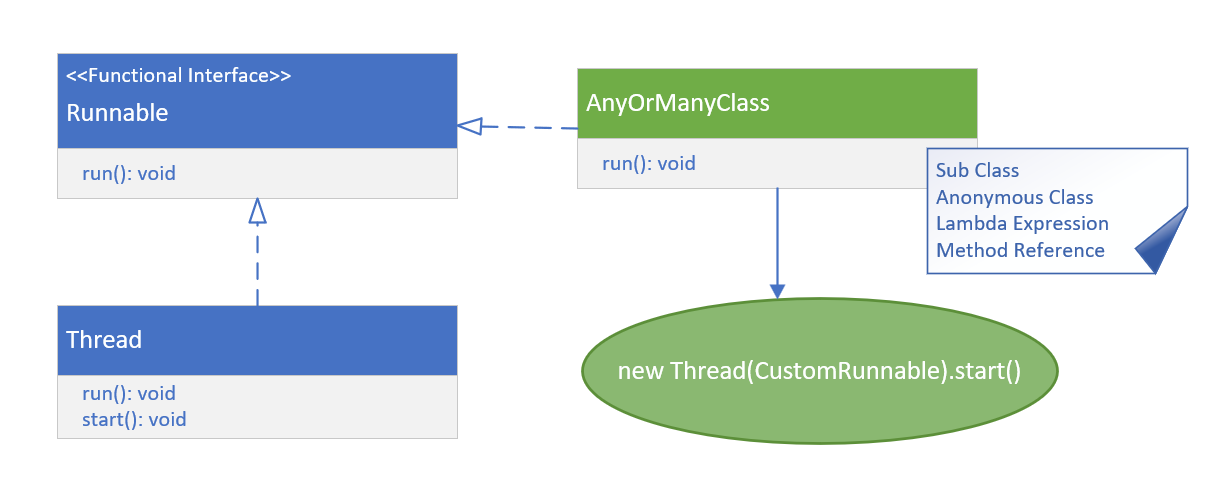 <<Functional Interface>>
Runnable
run(): void
AnyOrManyClass
run(): void
Sub Class
Anonymous Class
Lambda Expression
Method Reference
Thread
run(): void
start(): void
new Thread(CustomRunnable).start()